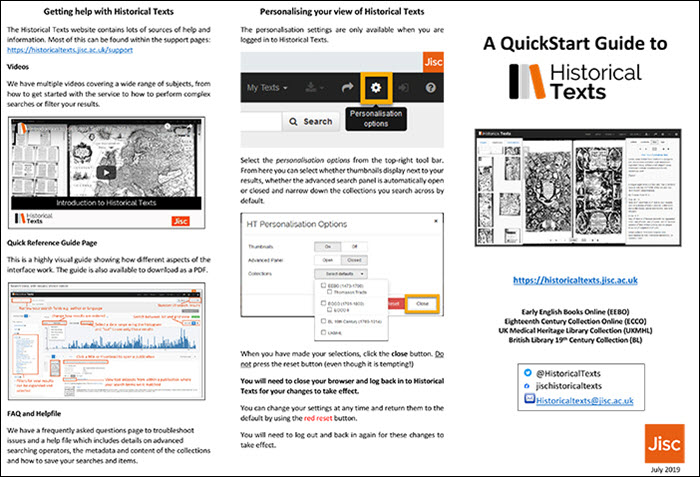 Getting help with Historical Texts
The Historical Texts website contains lots of sources of help and
information. Most of this can be found within the support pages:
https://historicaltexts.jisc.ac.uk/support
Videos
We have multiple videos covering a wide range of subjects, from
how to get started with the service to how to perform complex
searches or filter your results.
Introduction to Historical Texts
Historical
Texts
Jisc
Quick Reference Guide Page
This is a highly visual guide showing how different aspects of the
interface work. The guide is also available to download as a PDF.
FAQ and Helpfile
We have a frequently asked questions page to troubleshoot
issues and a help file which includes details on advanced
searching operators, the metadata and content of the collections
and how to save your searches and items.
Personalising your view of Historical Texts
The personalisation settings are only available when you are
logged in to Historical Texts.
Jisc
My Texts
Search
Personalisation
options
Select the personalisation options from the top-right tool bar.
From here you can select whether thumbnails display next to your
results, whether the advanced search panel is automatically open
or closed and narrow down the collections you search across by
default.
HT Personalisation Options
Thumbnails On Off
Advanced Panel Open Closed
Collections Select defaults
EEBO (1473-1700)
Thomason Tracts
ECCO (1701-1800)
ECCO II
BL 19th Century (1789-1914)
UKMHL
Reset
Close
When you have made your selections, click the close button. Do
not press the reset button (even though it is tempting!)
You will need to close your browser and log back in to Historical
Texts for your changes to take effect.
You can change your settings at any time and return them to the
default by using the red reset button.
You will need to log out and back in again for these changes to
take effect.
A QuickStart Guide to
Historical
Texts
https://historicaltexts.jisc.ac.uk
Early English Books Online (EEBO)
Eighteenth Century Collection Online (ECCO)
UK Medical Heritage Library Collection (UKMHL)
British Library 19th Century Collection (BL)
@HistoricalTexts
jischistoricaltexts
Historicaltexts@jisc.ac.uk
Jisc
July 2019